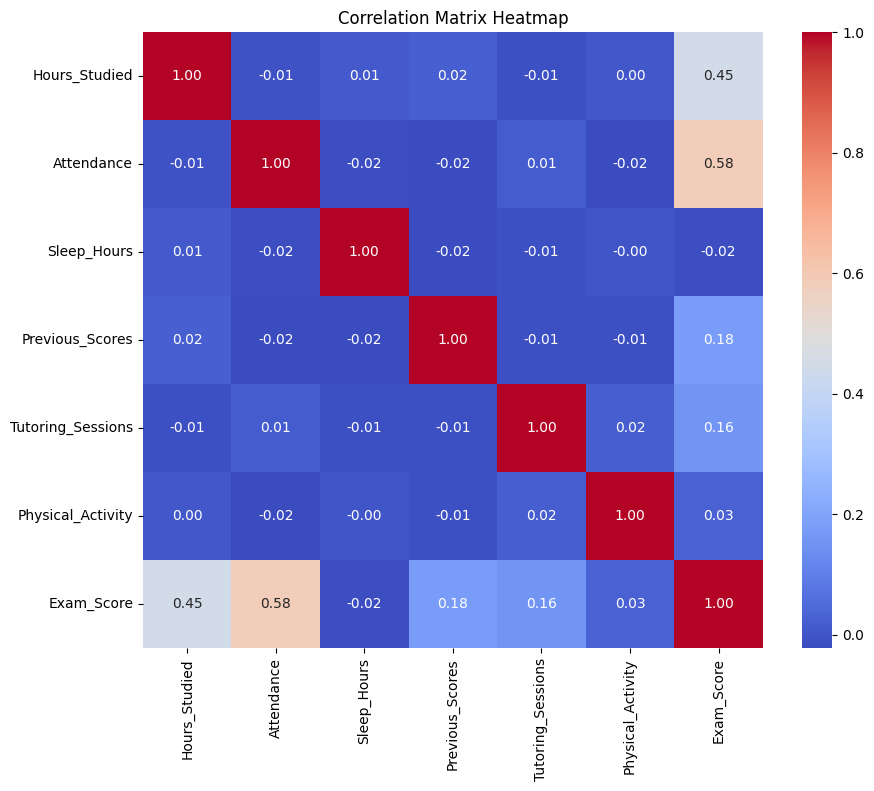 Correlation Matrix Heatmap
Hours_Studied 1.00 -0.01 0.01 0.02 -0.01 0.00 0.45
Attendance -0.01 1.00 -0.02 -0.02 0.01 -0.02 0.58
Sleep_Hours 0.01 -0.02 1.00 -0.02 -0.01 -0.00 -0.02
Previous_Scores 0.02 -0.02 -0.02 1.00 -0.01 -0.01 0.18
Tutoring_Sessions -0.01 0.01 -0.01 -0.01 1.00 0.02 0.16
Physical_Activity 0.00 -0.02 -0.00 -0.01 0.02 1.00 0.03
Exam_Score 0.45 0.58 -0.02 0.18 0.16 0.03 1.00
Hours_Studied
Attendance
Sleep_Hours
Previous_Scores
Tutoring_Sessions
Physical_Activity
Exam_Score
1.0
0.8
0.6
0.4
0.2
0.0